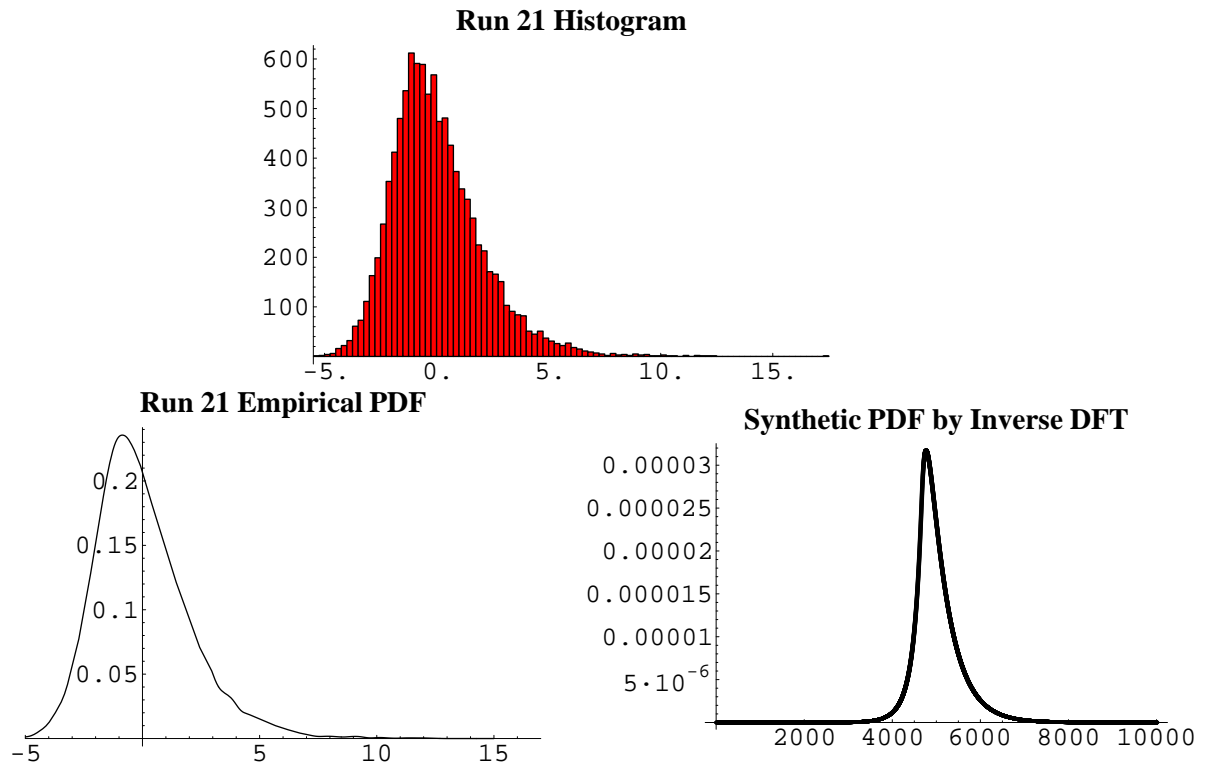 Run 21 Histogram
600
500
400
300
200
100
-5. 0. 5. 10. 15.
Run 21 Empirical PDF
0.2
0.15
0.1
0.05
-5 5 10 15
Synthetic PDF by Inverse DFT
0.00003
0.000025
0.00002
0.000015
0.00001
5·10⁻⁶
2000 4000 6000 8000 10000